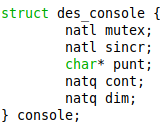 struct des_console {
        natl mutex;
        natl sincr;
        char* punt;
        natq cont;
        natq dim;
} console;